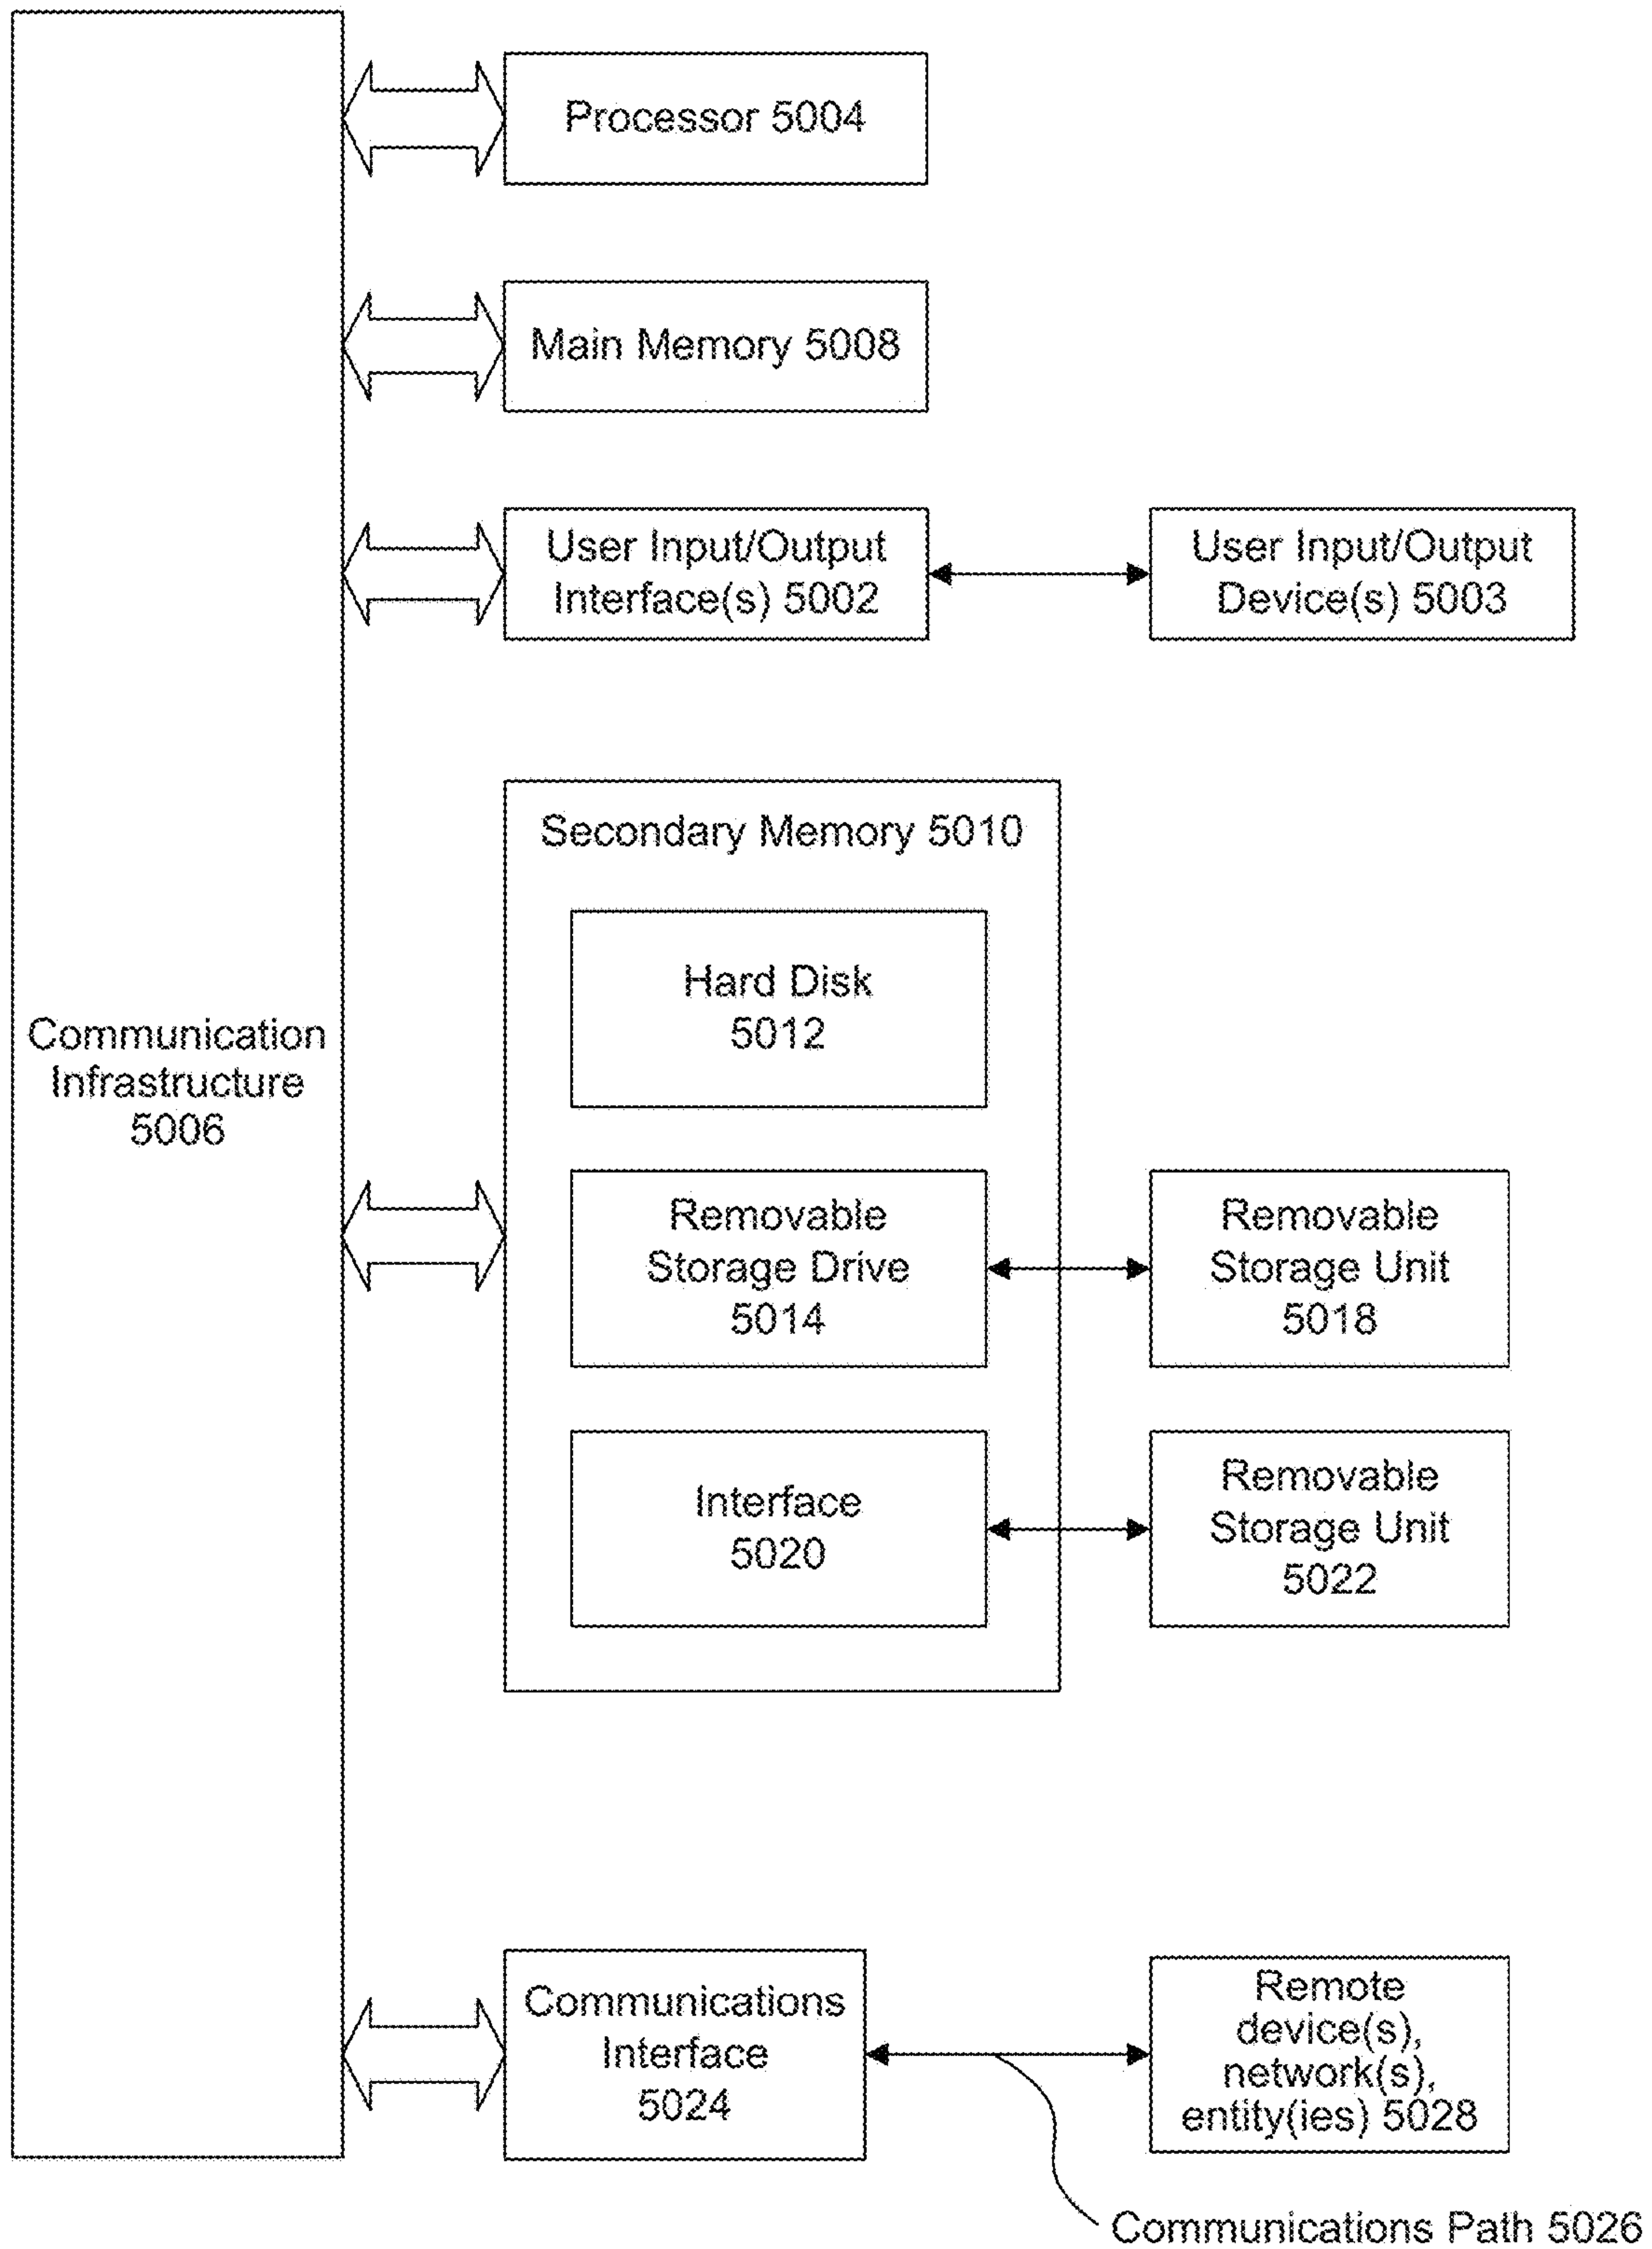 Processor 5004
Main Memory 5008
User Input/Output
Interface(s) 5002
User Input/Output
Device(s) 5003
Secondary Memory 5010
Hard Disk
5012
Communication
Infrastructure
5006
Removable
Storage Drive
5014
Removable
Storage Unit
5018
Interface
5020
Removable
Storage Unit
5022
Communications
Interface
5024
Remote
device(s),
network(s),
entity(ies) 5028
Communications Path 5026